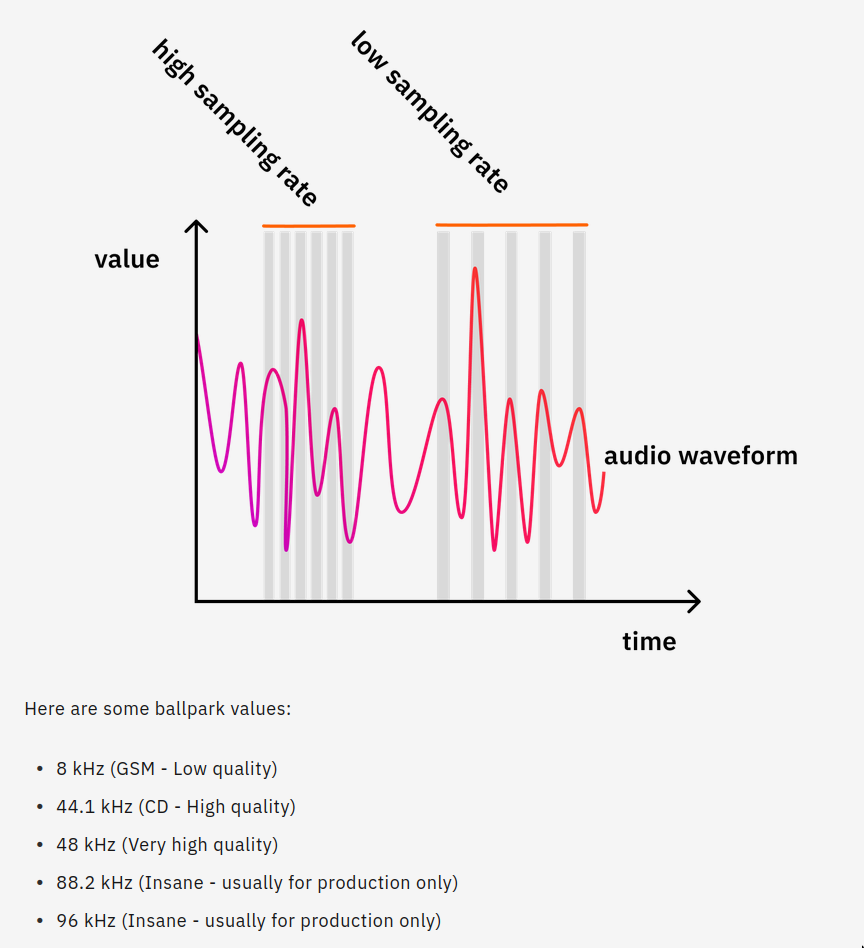 high sampling rate
low sampling rate
value
audio waveform
time
Here are some ballpark values:
• 8 kHz (GSM - Low quality)
• 44.1 kHz (CD - High quality)
• 48 kHz (Very high quality)
• 88.2 kHz (Insane - usually for production only)
• 96 kHz (Insane - usually for production only)